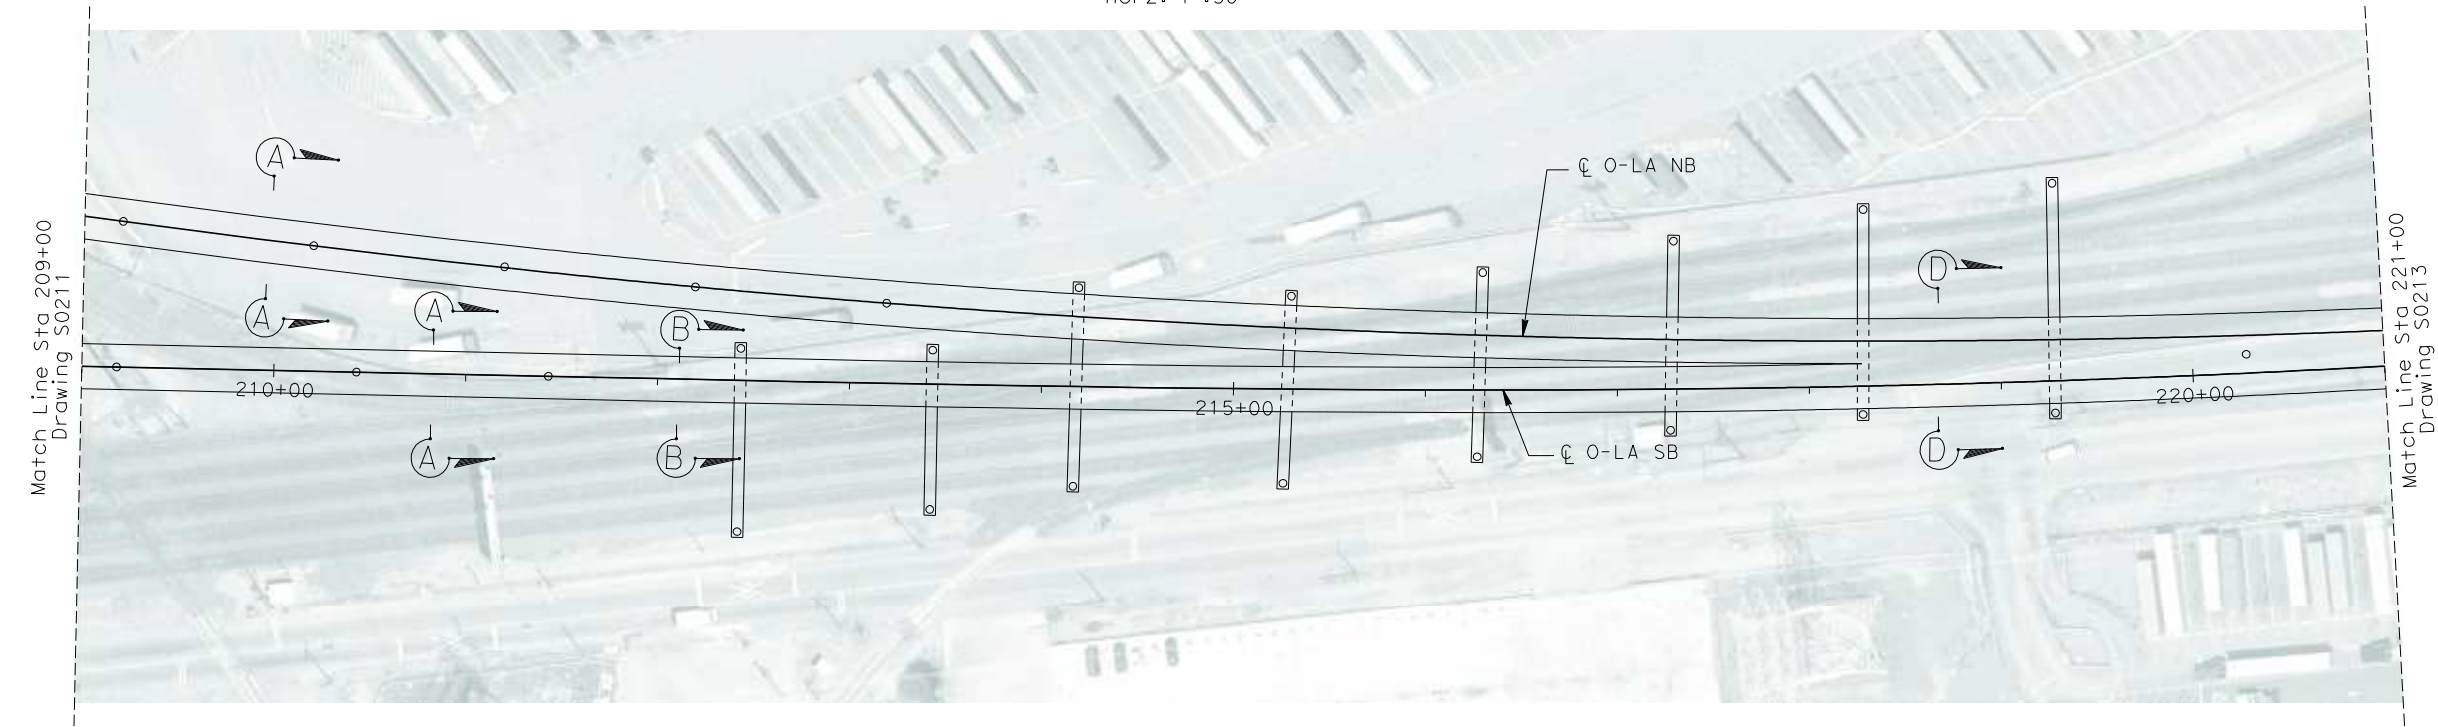 Match Line Sta 209+00
Drawing S0211
A
A
A
A
B
B
210+00
215+00
220+00
℄ O-LA NB
℄ O-LA SB
D
D
Match Line Sta 221+00
Drawing S0213